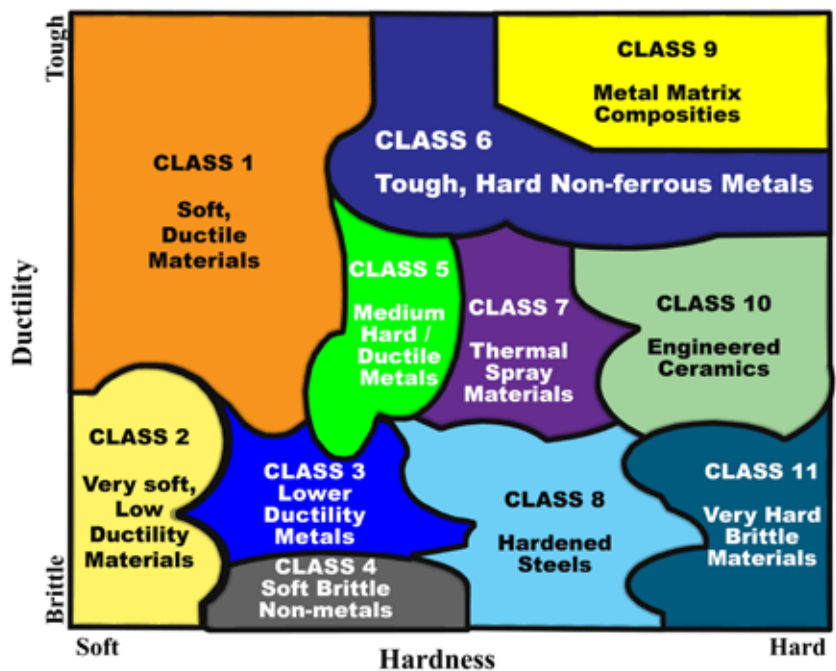 Tough
CLASS 9
Metal Matrix
Composities
CLASS 6
Tough, Hard Non-ferrous Metals
CLASS 1
Soft,
Ductile
Materials
CLASS 5
Medium
Hard /
Ductile
Metals
CLASS 7
Thermal
Spray
Materials
CLASS 10
Engineered
Ceramics
Ductility
CLASS 2
Very soft,
Low
Ductility
Materials
CLASS 3
Lower
Ductility
Metals
CLASS 4
Soft Brittle
Non-metals
CLASS 8
Hardened
Steels
CLASS 11
Very Hard
Brittle
Materials
Brittle
Soft
Hardness
Hard